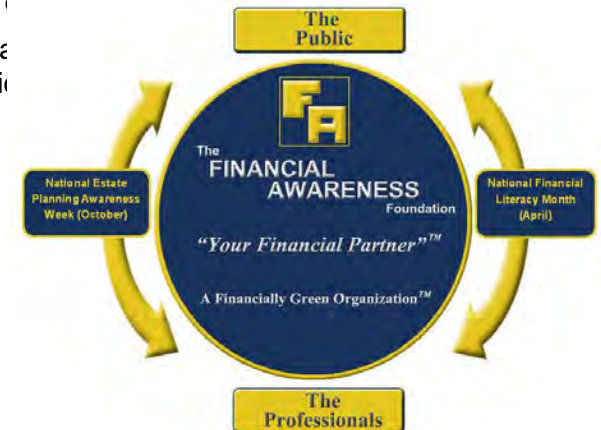 The
Public
FA
The
FINANCIAL
AWARENESS
Foundation
"Your Financial Partner"™
A Financially Green Organization™
National Estate
Planning Awareness
Week (October)
National Financial
Literacy Month
(April)
The
Professionals